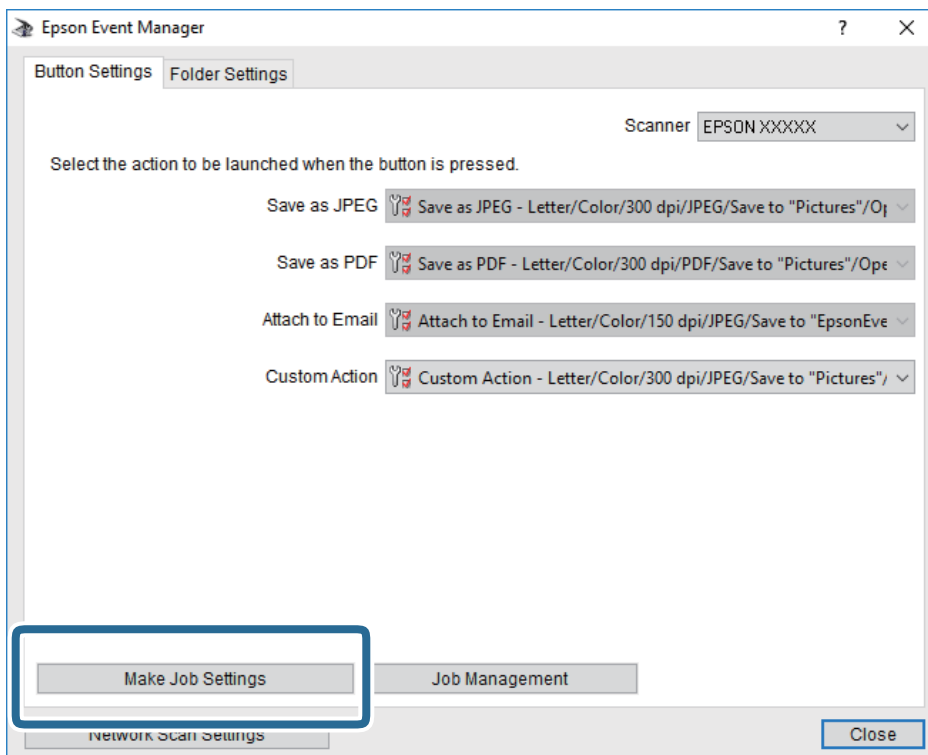 Epson Event Manager ?
Button Settings Folder Settings
Scanner EPSON XXXXX
Select the action to be launched when the button is pressed.
Save as JPEG Save as JPEG - Letter/Color/300 dpi/JPEG/Save to "Pictures"/Op
Save as PDF Save as PDF - Letter/Color/300 dpi/PDF/Save to "Pictures"/Ope
Attach to Email Attach to Email - Letter/Color/150 dpi/JPEG/Save to "EpsonEve
Custom Action Custom Action - Letter/Color/300 dpi/JPEG/Save to "Pictures"/
Make Job Settings Job Management
Network Scan Settings Close